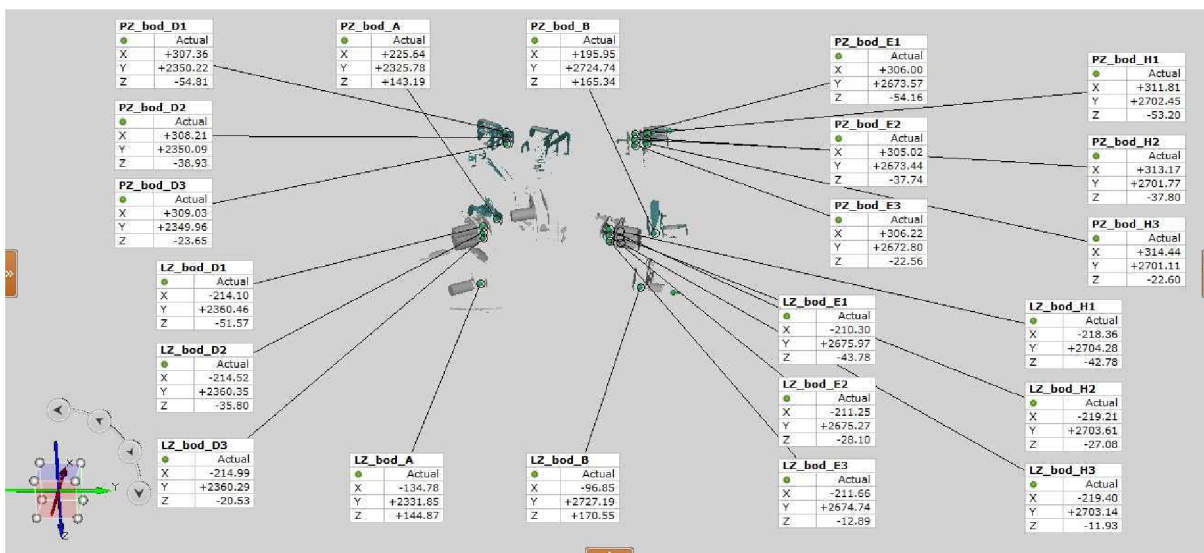 PZ_bod_D1
Actual
X +307.36
Y +2350.22
Z -54.81
PZ_bod_A
Actual
X +225.64
Y +2325.78
Z +143.19
PZ_bod_B
Actual
X +195.95
Y +2724.74
Z +165.34
PZ_bod_E1
Actual
X +306.00
Y +2673.57
Z -54.16
PZ_bod_H1
Actual
X +311.81
Y +2702.45
Z -53.20
PZ_bod_D2
Actual
X +308.21
Y +2350.09
Z -38.93
PZ_bod_E2
Actual
X +305.02
Y +2673.44
Z -37.74
PZ_bod_H2
Actual
X +313.17
Y +2701.77
Z -37.80
PZ_bod_D3
Actual
X +309.03
Y +2349.96
Z -23.65
PZ_bod_E3
Actual
X +306.22
Y +2672.80
Z -22.56
PZ_bod_H3
Actual
X +314.44
Y +2701.11
Z -22.60
LZ_bod_D1
Actual
X -214.10
Y +2360.46
Z -51.57
LZ_bod_E1
Actual
X -210.30
Y +2675.97
Z -43.78
LZ_bod_H1
Actual
X -218.36
Y +2704.28
Z -42.78
LZ_bod_D2
Actual
X -214.52
Y +2360.35
Z -35.80
LZ_bod_E2
Actual
X -211.25
Y +2675.27
Z -28.10
LZ_bod_H2
Actual
X -219.21
Y +2703.61
Z -27.08
LZ_bod_D3
Actual
X -214.99
Y +2360.29
Z -20.53
LZ_bod_A
Actual
X -134.78
Y +2331.85
Z +144.87
LZ_bod_B
Actual
X -96.85
Y +2727.19
Z +170.55
LZ_bod_E3
Actual
X -211.66
Y +2674.74
Z -12.89
LZ_bod_H3
Actual
X -219.40
Y +2703.14
Z -11.93
X
Y
Z